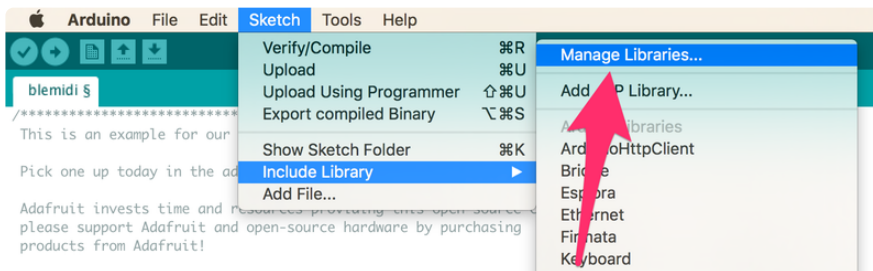 Arduino File Edit Sketch Tools Help
blemidi §
Verify/Compile ⌘R
Upload ⌘U
Upload Using Programmer ⇧⌘U
Export compiled Binary ⌥⌘S
Show Sketch Folder ⌘K
Include Library ▶
Add File...
Manage Libraries...
Add P Library...
Libraries
ArduinoHttpClient
Bridge
Esplora
Ethernet
Firmata
Keyboard
/**************************
This is an example for our
Pick one up today in the ad
Adafruit invests time and resources providing this open source
please support Adafruit and open-source hardware by purchasing
products from Adafruit!